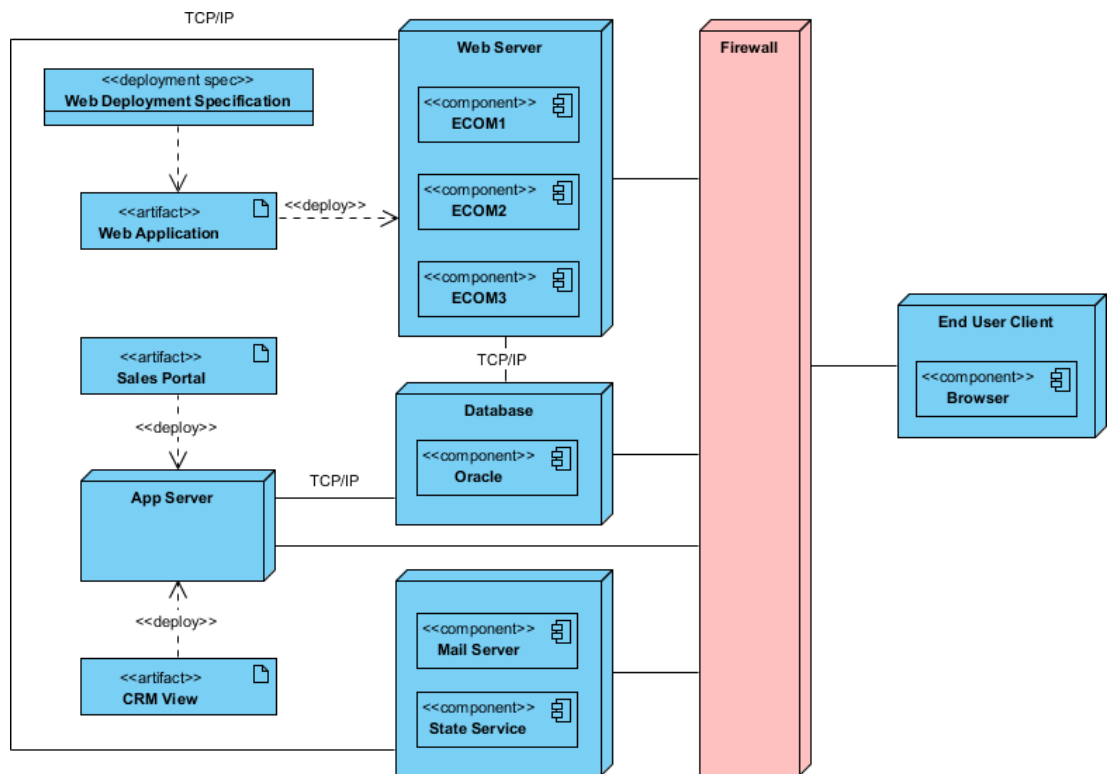 TCP/IP
Web Server
Firewall
<<deployment spec>>
Web Deployment Specification
<<component>>
ECOM1
<<artifact>>
Web Application
<<deploy>>
<<component>>
ECOM2
<<component>>
ECOM3
End User Client
<<component>>
Browser
<<artifact>>
Sales Portal
TCP/IP
<<deploy>>
Database
<<component>>
Oracle
App Server
TCP/IP
<<deploy>>
<<component>>
Mail Server
<<artifact>>
CRM View
<<component>>
State Service